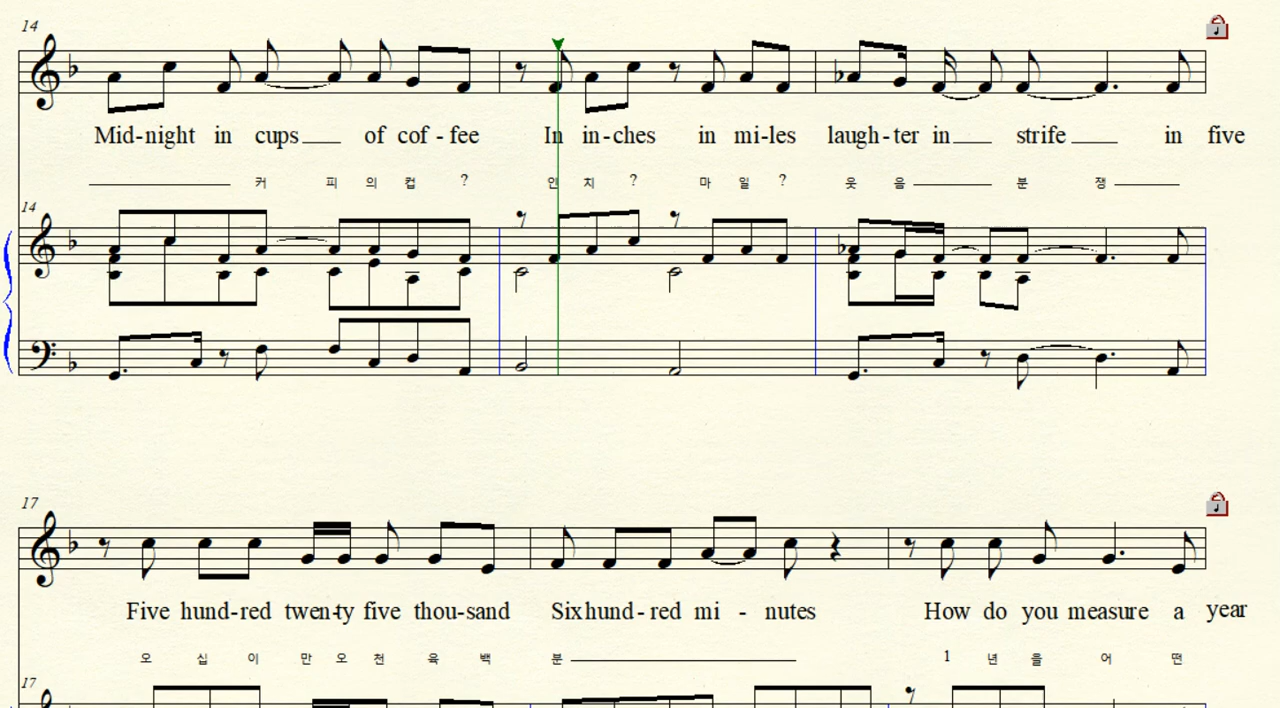 14
Mid-night in cups of cof-fee In in-ches in mi-les laugh-ter in strife in five
커 피 의 컵 ? 인 치 ? 마 일 ? 웃 음 분 쟁
14
17
Five hund-red twen-ty five thou-sand Six hund-red mi-nutes How do you measure a year
오 십 이 만 오 천 육 백 분 1 년 을 어 떤
17